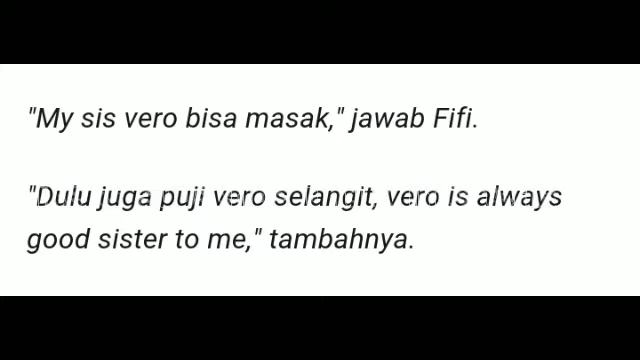 "My sis vero bisa masak," jawab Fifi.
"Dulu juga puji vero selangit, vero is always
good sister to me," tambahnya.